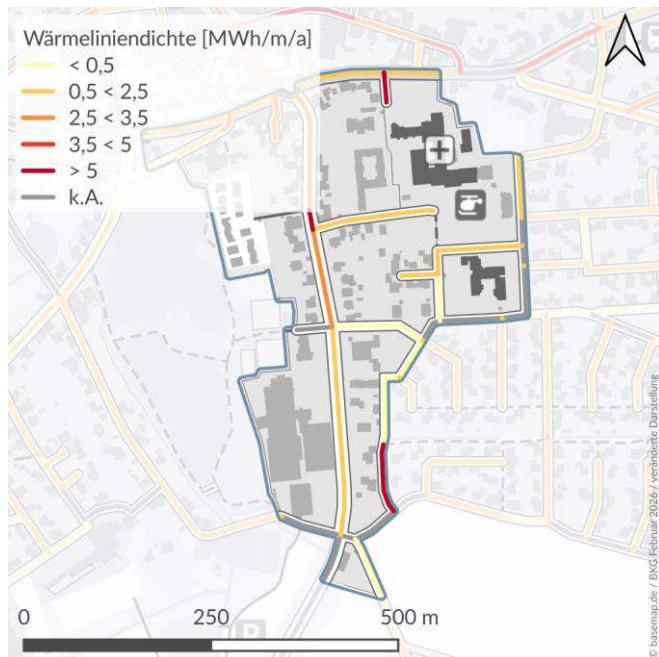 Wärmeliniendichte [MWh/m/a]
< 0,5
0,5 < 2,5
2,5 < 3,5
3,5 < 5
> 5
k.A.
0 250 500 m
P
© basemap.de / BKG Februar 2026 / veränderte Darstellung